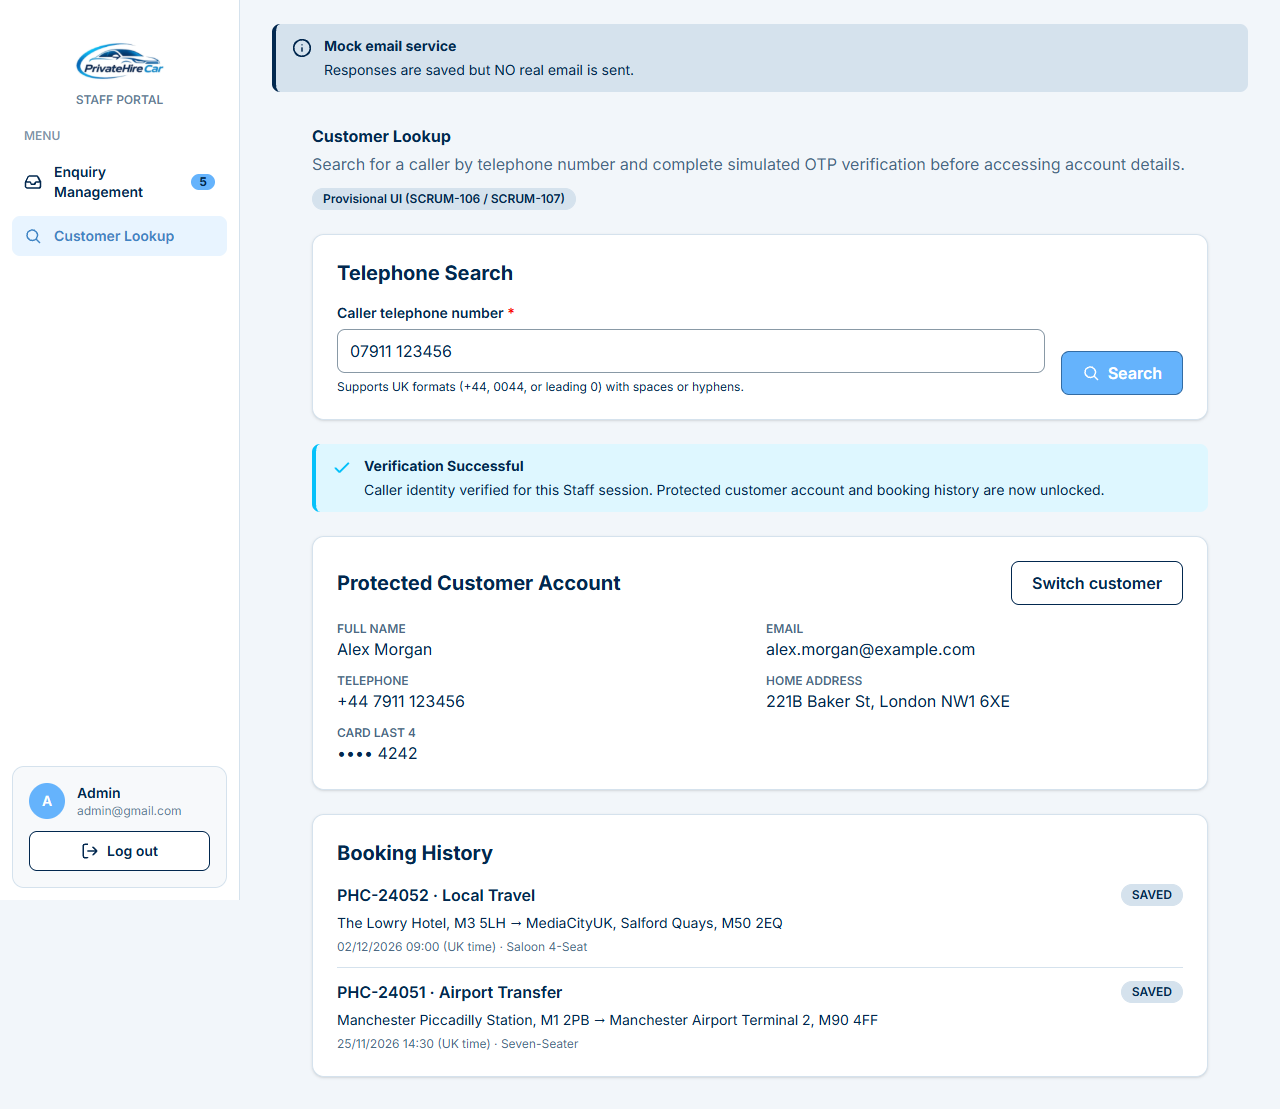 PrivateHire Car
STAFF PORTAL
MENU
Enquiry
Management
5
Customer Lookup
A
Admin
admin@gmail.com
Log out
Mock email service
Responses are saved but NO real email is sent.
Customer Lookup
Search for a caller by telephone number and complete simulated OTP verification before accessing account details.
Provisional UI (SCRUM-106 / SCRUM-107)
Telephone Search
Caller telephone number *
07911 123456
Search
Supports UK formats (+44, 0044, or leading 0) with spaces or hyphens.
Verification Successful
Caller identity verified for this Staff session. Protected customer account and booking history are now unlocked.
Protected Customer Account
Switch customer
FULL NAME
Alex Morgan
EMAIL
alex.morgan@example.com
TELEPHONE
+44 7911 123456
HOME ADDRESS
221B Baker St, London NW1 6XE
CARD LAST 4
•••• 4242
Booking History
PHC-24052 · Local Travel
SAVED
The Lowry Hotel, M3 5LH → MediaCityUK, Salford Quays, M50 2EQ
02/12/2026 09:00 (UK time) · Saloon 4-Seat
PHC-24051 · Airport Transfer
SAVED
Manchester Piccadilly Station, M1 2PB → Manchester Airport Terminal 2, M90 4FF
25/11/2026 14:30 (UK time) · Seven-Seater